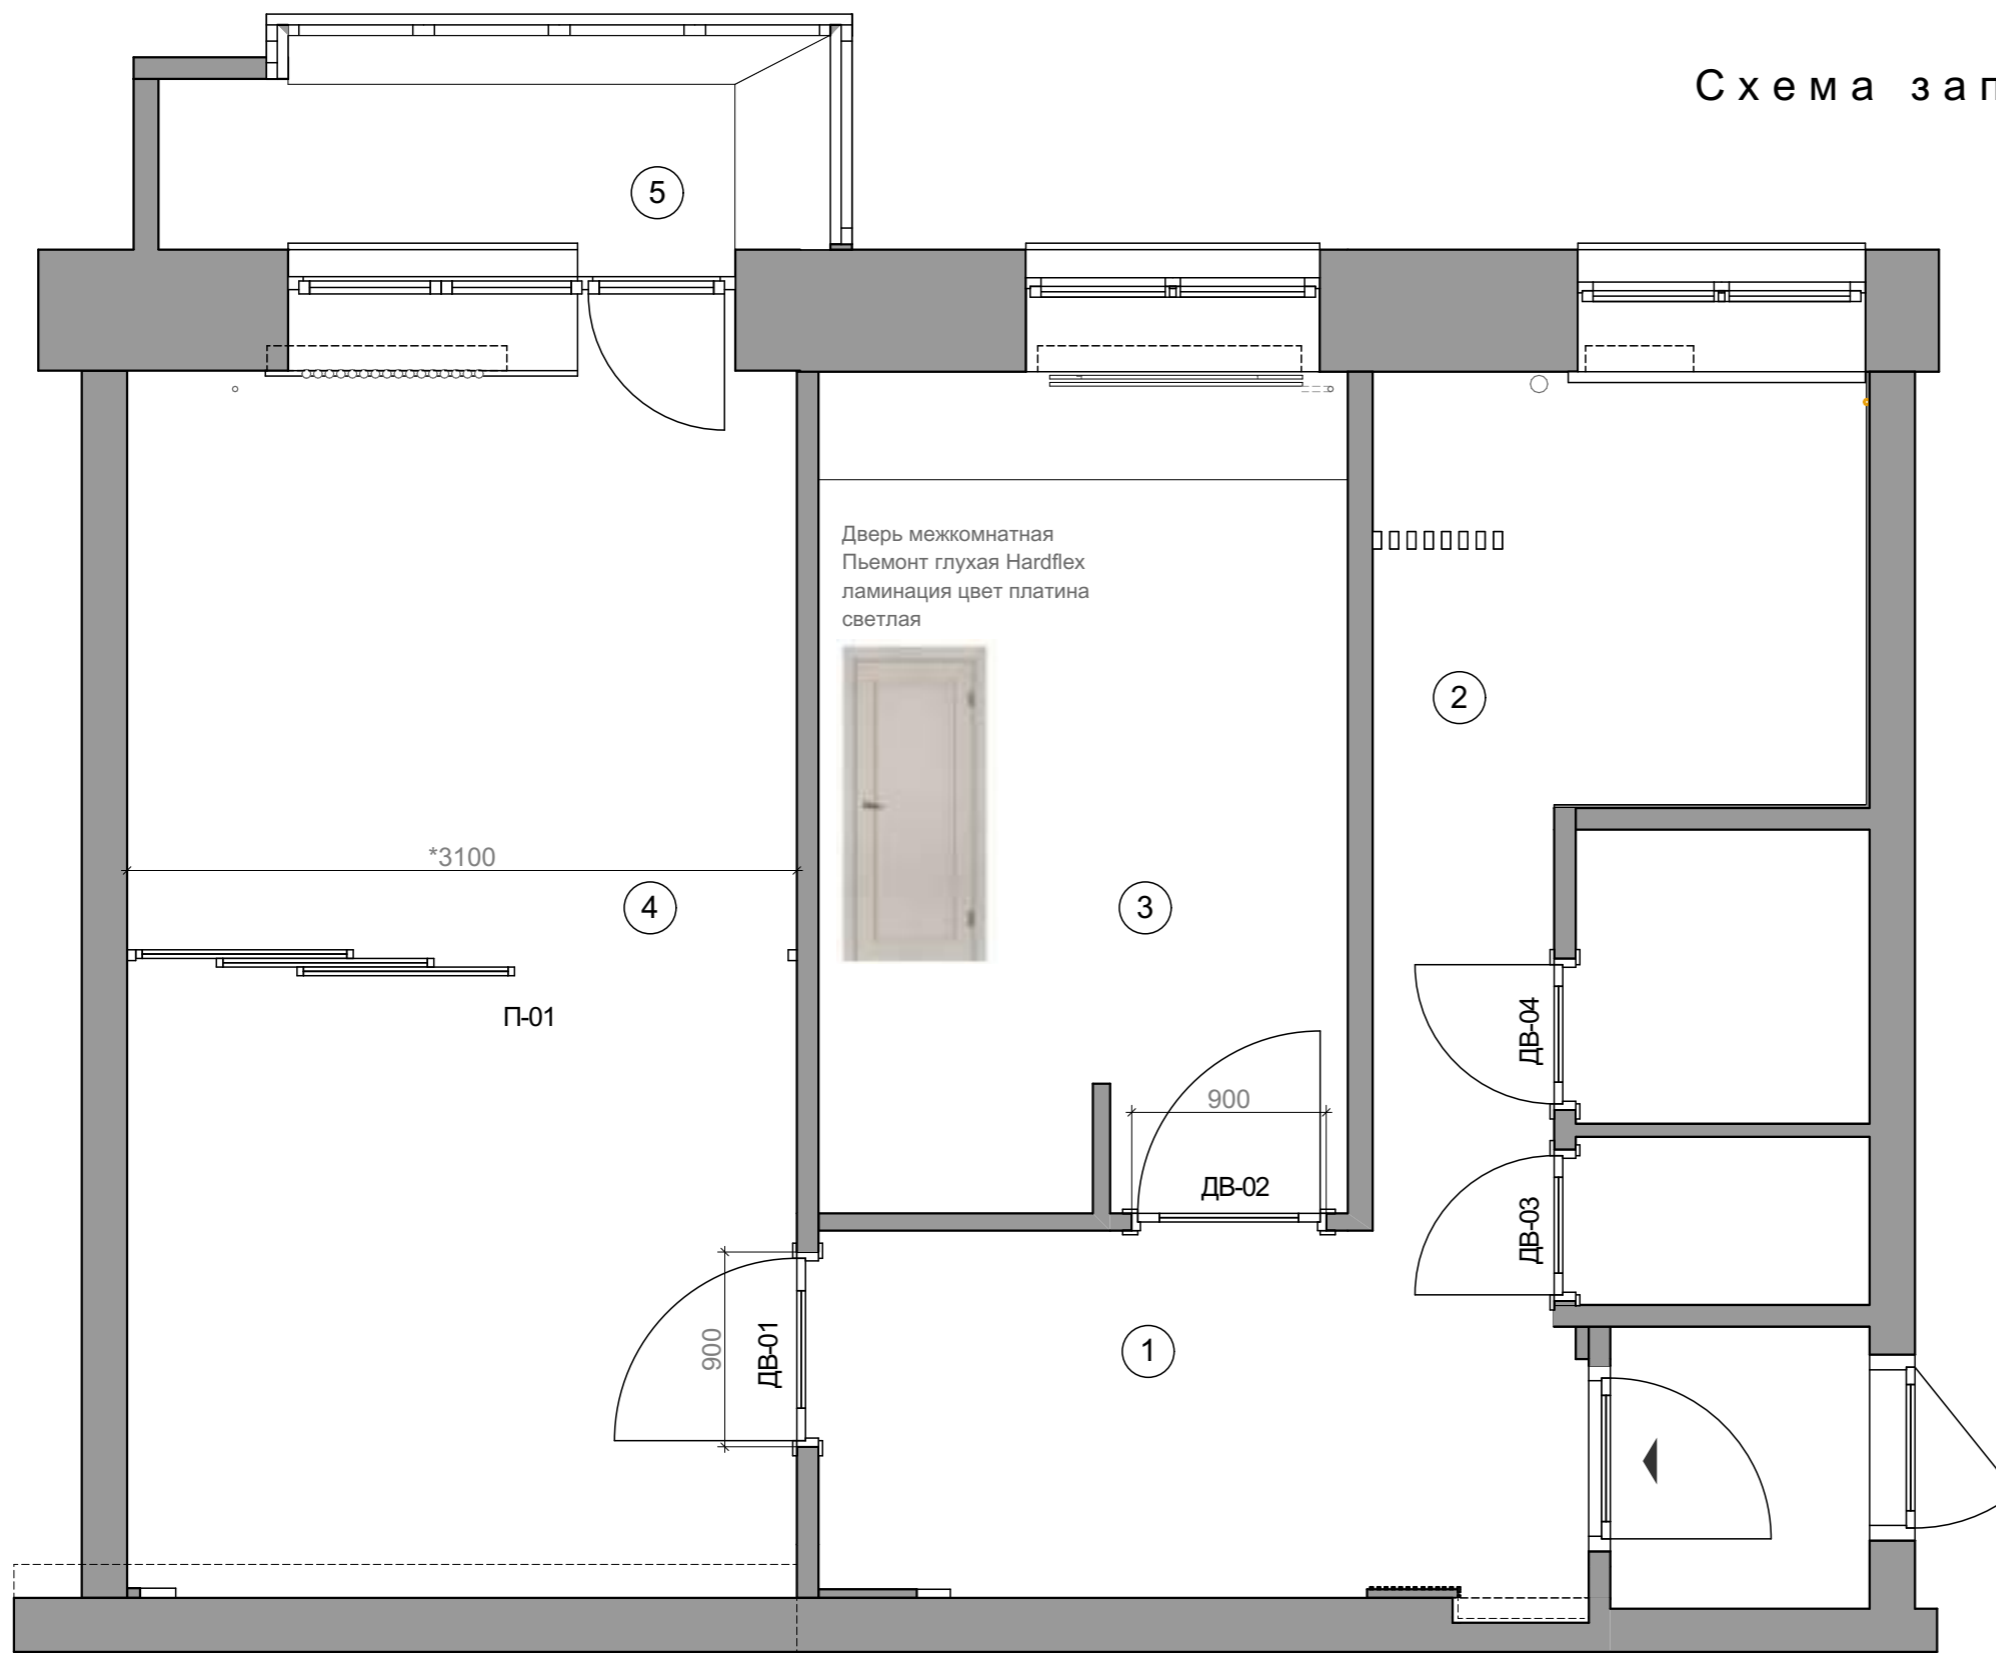 Схема зап
5
Дверь межкомнатная
Пьемонт глухая Hardflex
ламинация цвет платина
светлая
2
*3100
4
3
П-01
ДВ-04
900
ДВ-02
ДВ-03
900
ДВ-01
1